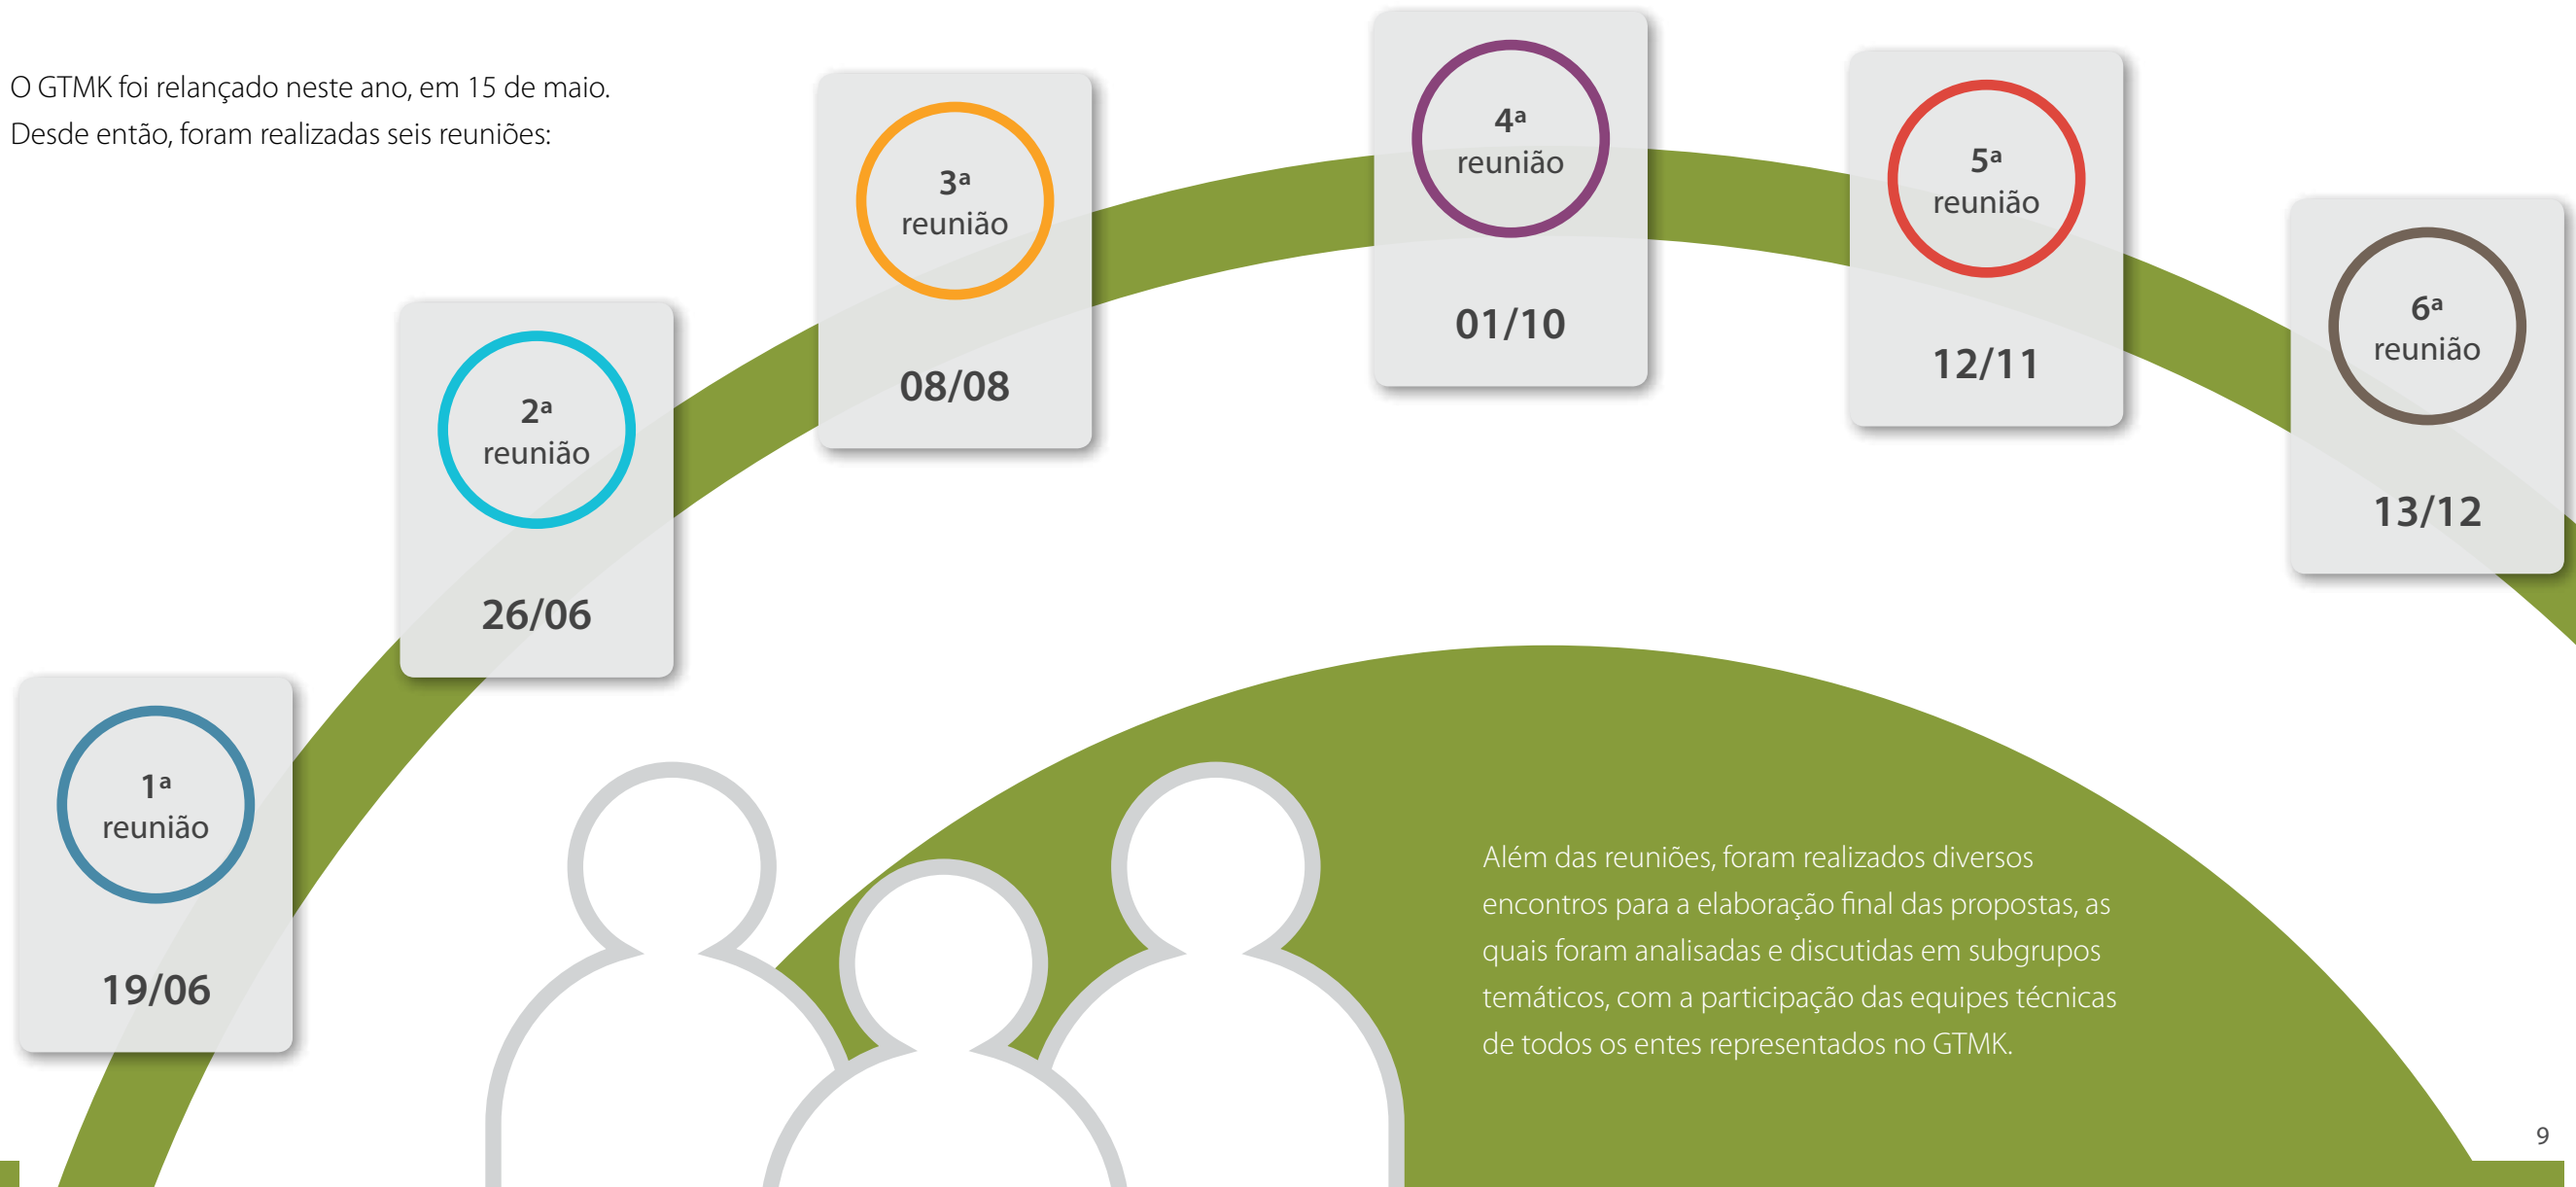 O GTMK foi relançado neste ano, em 15 de maio.
Desde então, foram realizadas seis reuniões:
1ª
reunião
19/06
2ª
reunião
26/06
3ª
reunião
08/08
4ª
reunião
01/10
5ª
reunião
12/11
6ª
reunião
13/12
Além das reuniões, foram realizados diversos
encontros para a elaboração final das propostas, as
quais foram analisadas e discutidas em subgrupos
temáticos, com a participação das equipes técnicas
de todos os entes representados no GTMK.
9